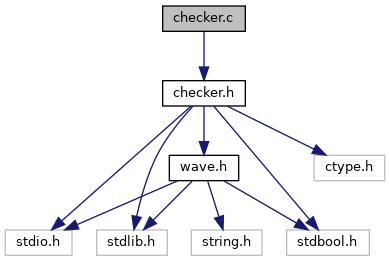 checker.c
checker.h
wave.h
ctype.h
stdio.h
stdlib.h
string.h
stdbool.h